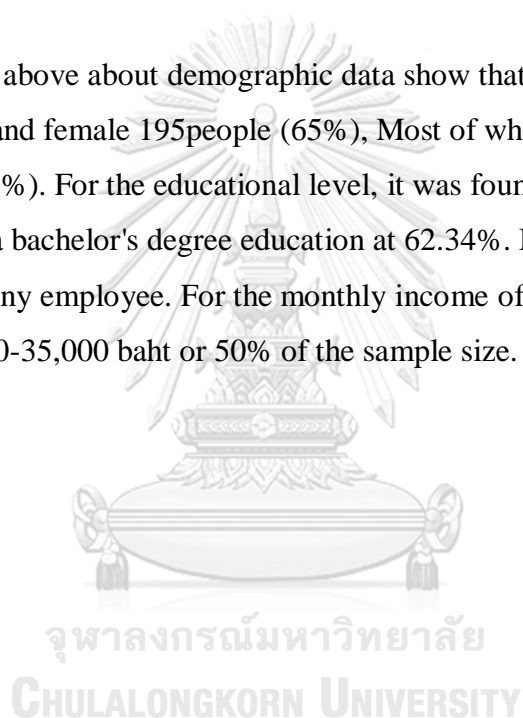 above about demographic data show that
and female 195people (65%), Most of wh
%). For the educational level, it was foun
a bachelor's degree education at 62.34%.
ny employee. For the monthly income of
0-35,000 baht or 50% of the sample size.
จุฬาลงกรณ์มหาวิทยาลัย
CHULALONGKORN UNIVERSITY